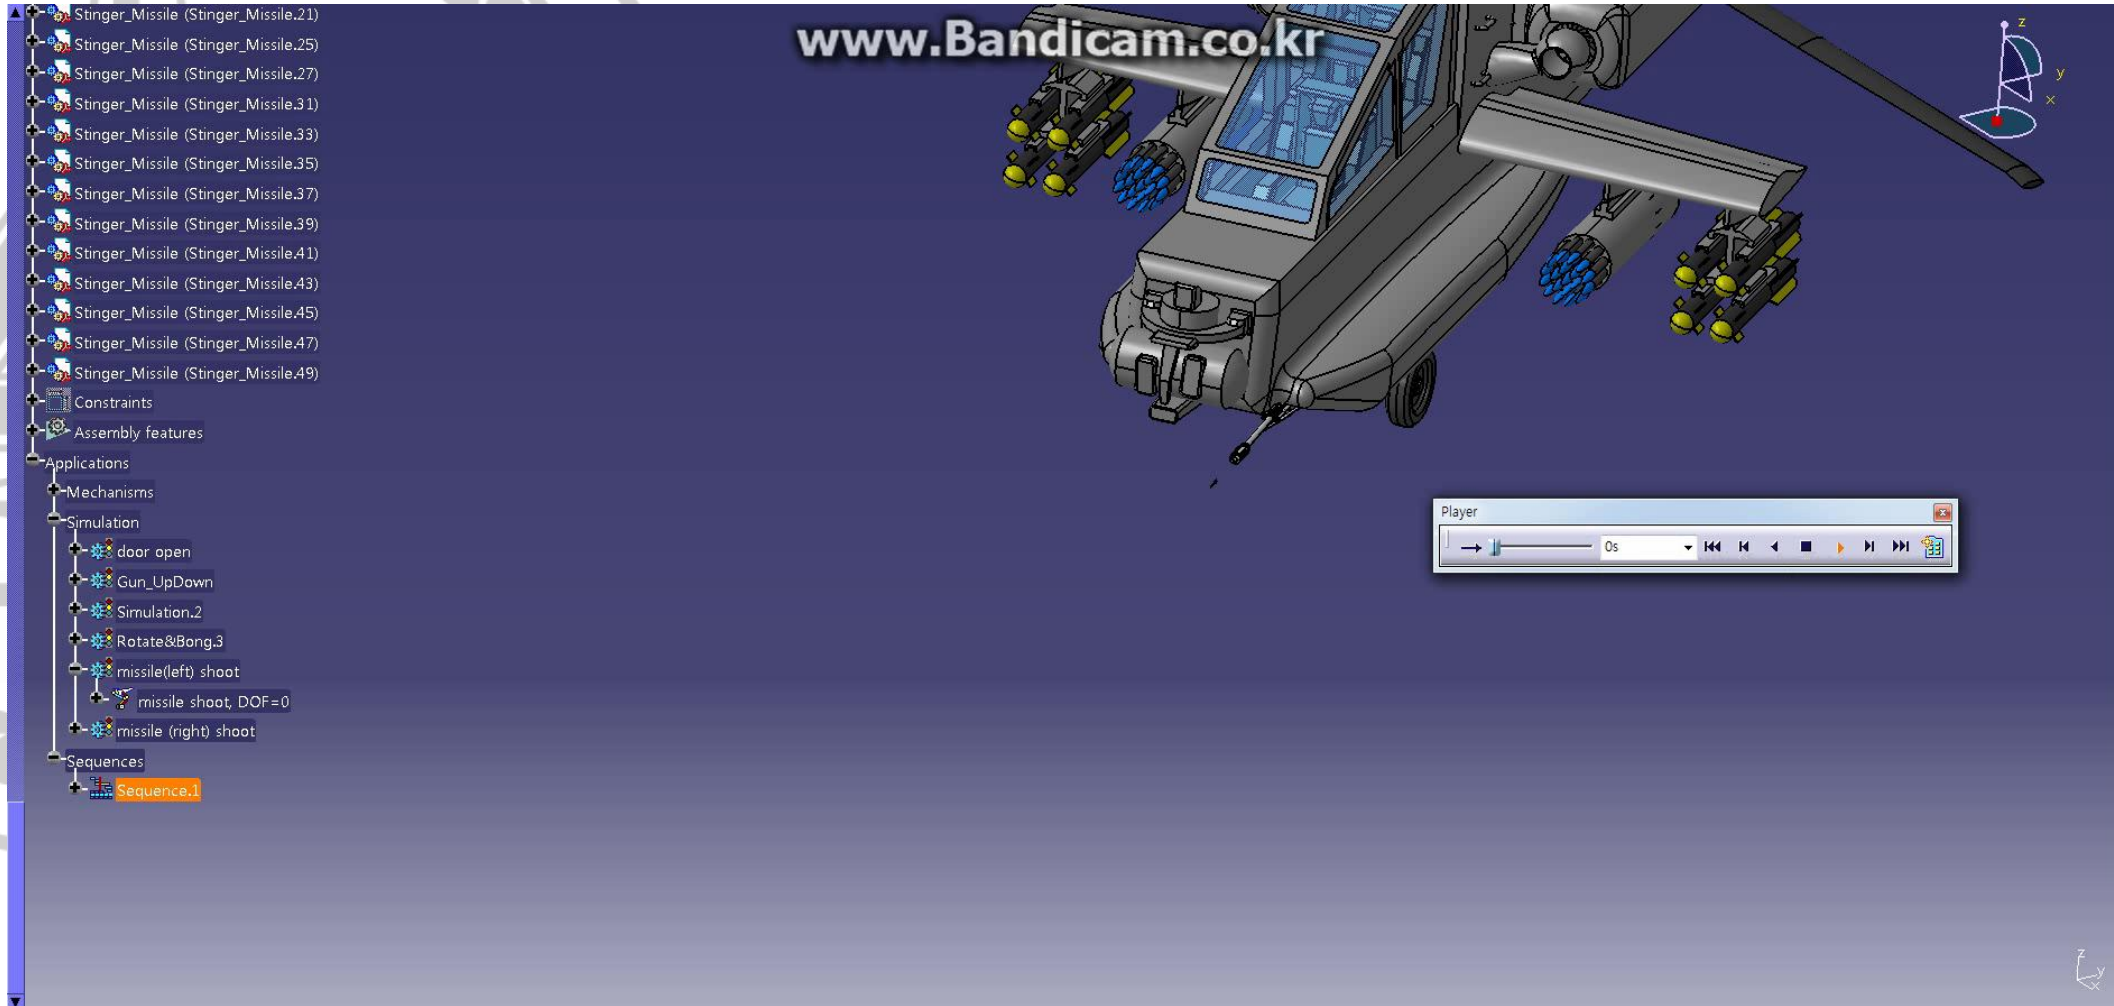 Stinger_Missile (Stinger_Missile.21)
www.Bandicam.co.kr
Stinger_Missile (Stinger_Missile.25)
Stinger_Missile (Stinger_Missile.27)
Stinger_Missile (Stinger_Missile.31)
Stinger_Missile (Stinger_Missile.33)
Stinger_Missile (Stinger_Missile.35)
Stinger_Missile (Stinger_Missile.37)
Stinger_Missile (Stinger_Missile.39)
Stinger_Missile (Stinger_Missile.41)
Stinger_Missile (Stinger_Missile.43)
Stinger_Missile (Stinger_Missile.45)
Stinger_Missile (Stinger_Missile.47)
Stinger_Missile (Stinger_Missile.49)
Constraints
Assembly features
Applications
Mechanisms
Simulation
door open
Gun_UpDown
Simulation.2
Rotate&Bong.3
missile(left) shoot
missile shoot, DOF=0
missile (right) shoot
Sequences
Sequence.1
z
y
x
Player
0s
z
y
x